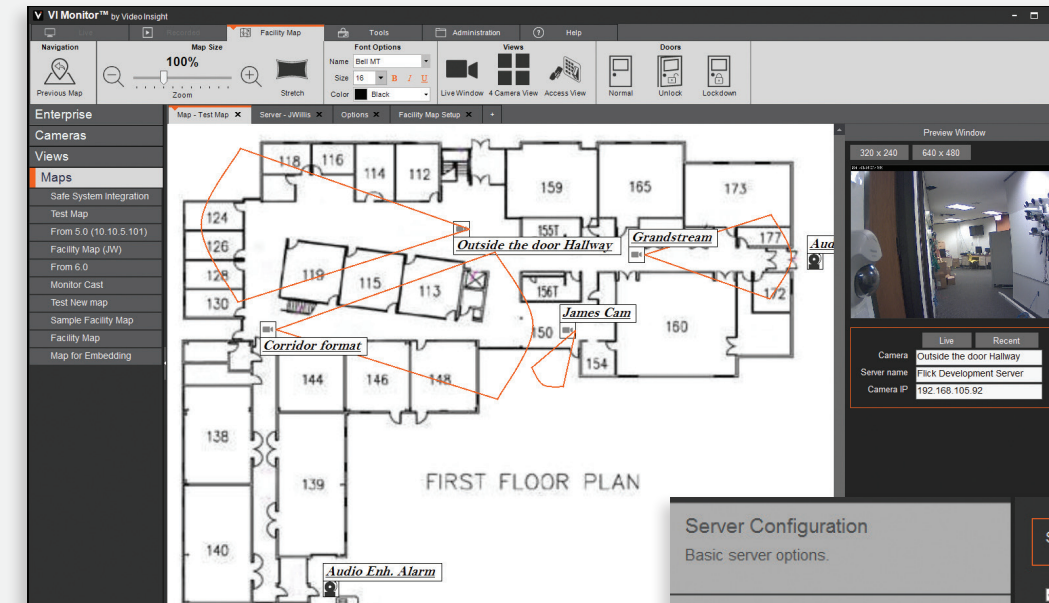 VI Monitor™ by VideoInsight
Live
Recorded
Facility Map
Tools
Administration
Help
Navigation
Previous Map
Map Size
100%
Zoom
Stretch
Font Options
Name Bell MT
Size 16 B I U
Color Black
Views
Live Window 4 Camera View Access View
Doors
Normal Unlock Lockdown
Enterprise
Cameras
Views
Maps
Safe System Integration
Test Map
From 5.0 (10.10.5.101)
Facility Map (JW)
From 6.0
Monitor Cast
Test New map
Sample Facility Map
Facility Map
Map for Embedding
Map - Test Map X Server - JWillis X Options X Facility Map Setup X +
118 116 114 112 159 165 173
124
126
128
130
119 115 113
155T
156T
177
172
Outside the door Hallway
Grandstream
Aud
James Cam
150
154
160
Corridor format
144 146 148
138
139
140
FIRST FLOOR PLAN
Audio Enh. Alarm
Preview Window
320 x 240 640 x 480
Live Recent
Camera Outside the door Hallway
Server name Flick Development Server
Camera IP 192.168.105.92
Server Configuration
Basic server options.
S